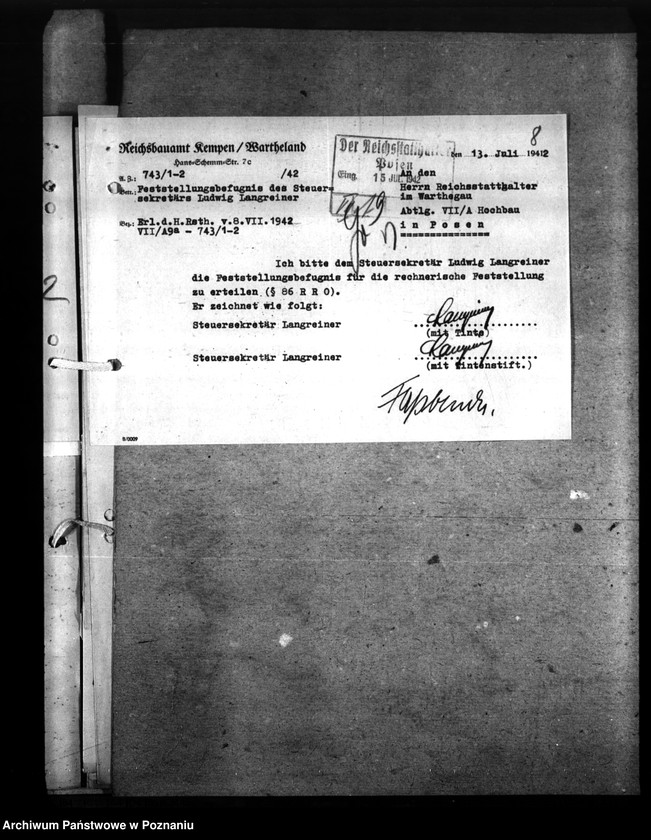 8
Reichsbauamt Kempen/Wartheland
Hans-Schemm-Str. 7c
Der Reichsstatthalter
Posen
Eing. 15 JUL 1942
den 13. Juli 1942
A. Z.: 743/1-2 /42
Betr.: Feststellungsbefugnis des Steuer-
sekretärs Ludwig Langreiner
Bez.: Erl.d.H.Rsth. v.8.VII.1942
VII/A9a - 743/1-2
An den
Herrn Reichsstatthalter
im Warthegau
Abtlg. VII/A Hochbau
in Posen
Ich bitte dem Steuersekretär Ludwig Langreiner
die Feststellungsbefugnis für die rechnerische Feststellung
zu erteilen (§ 86 R R O).
Er zeichnet wie folgt:
Steuersekretär Langreiner
(mit Tinte)
Steuersekretär Langreiner
(mit Tintenstift.)
S/0009
2
Archiwum Państwowe w Poznaniu